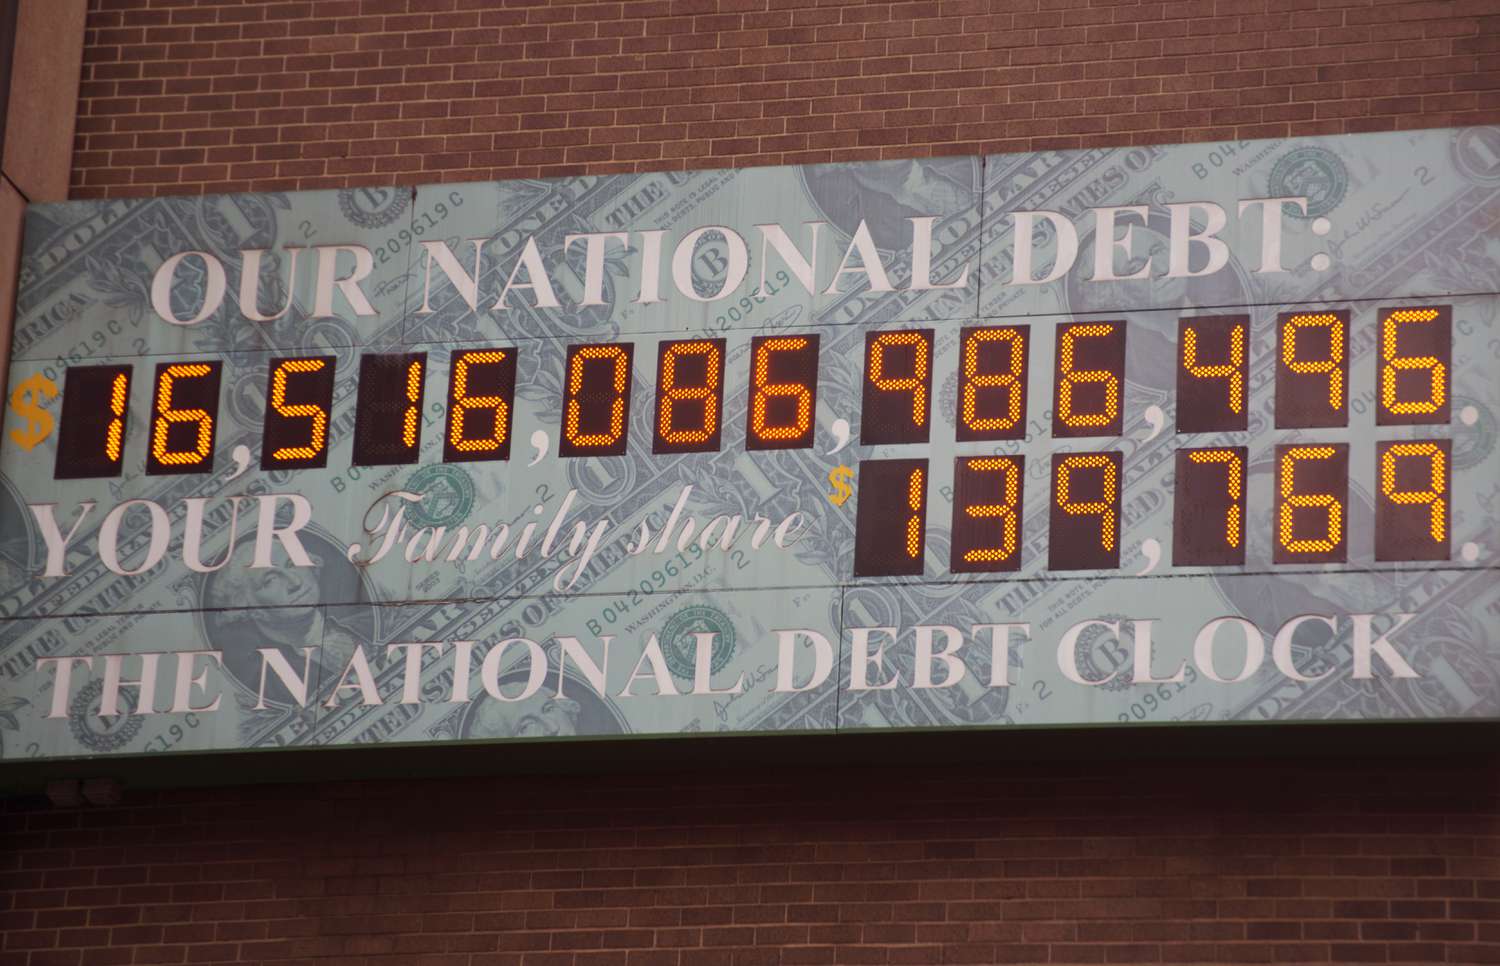 OUR NATIONAL DEBT:
$16,516,086,986,496.
YOUR Family share $139,769.
THE NATIONAL DEBT CLOCK